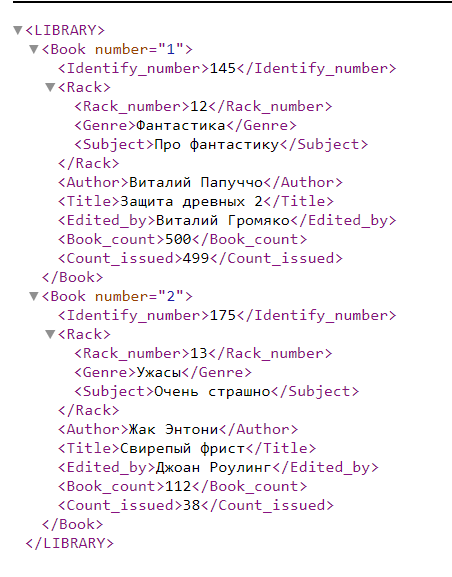 <LIBRARY>
<Book number="1">
<Identify_number>145</Identify_number>
<Rack>
<Rack_number>12</Rack_number>
<Genre>Фантастика</Genre>
<Subject>Про фантастику</Subject>
</Rack>
<Author>Виталий Папуччо</Author>
<Title>Защита древных 2</Title>
<Edited_by>Виталий Громяко</Edited_by>
<Book_count>500</Book_count>
<Count_issued>499</Count_issued>
</Book>
<Book number="2">
<Identify_number>175</Identify_number>
<Rack>
<Rack_number>13</Rack_number>
<Genre>Ужасы</Genre>
<Subject>Очень страшно</Subject>
</Rack>
<Author>Жак Энтони</Author>
<Title>Свирепый фрист</Title>
<Edited_by>Джоан Роулинг</Edited_by>
<Book_count>112</Book_count>
<Count_issued>38</Count_issued>
</Book>
</LIBRARY>